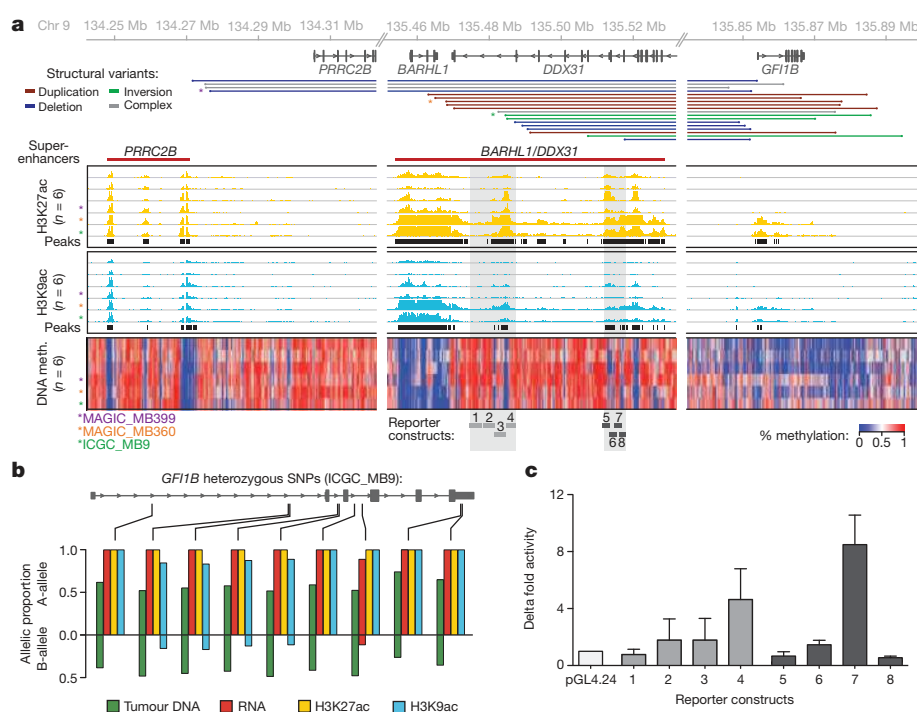 a
Chr 9
134.25 Mb 134.27 Mb 134.29 Mb 134.31 Mb 135.46 Mb 135.48 Mb 135.50 Mb 135.52 Mb 135.85 Mb 135.87 Mb 135.89 Mb
PRRC2B BARHL1 DDX31 GFI1B
Structural variants:
Duplication Inversion
Deletion Complex
*
*
*
Super-enhancers
PRRC2B BARHL1/DDX31
H3K27ac
(n = 6)
*
*
*
Peaks
H3K9ac
(n = 6)
*
*
*
Peaks
DNA meth.
(n = 6)
*
*
*
*MAGIC_MB399
*MAGIC_MB360
*ICGC_MB9
Reporter constructs:
1 2 3 4 5 7
6 8
% methylation: 0 0.5 1
b
GFI1B heterozygous SNPs (ICGC_MB9):
Allelic proportion
B-allele A-allele
1.0
0.5
0.0
0.5
Tumour DNA RNA H3K27ac H3K9ac
c
Delta fold activity
12
8
4
0
pGL4.24 1 2 3 4 5 6 7 8
Reporter constructs